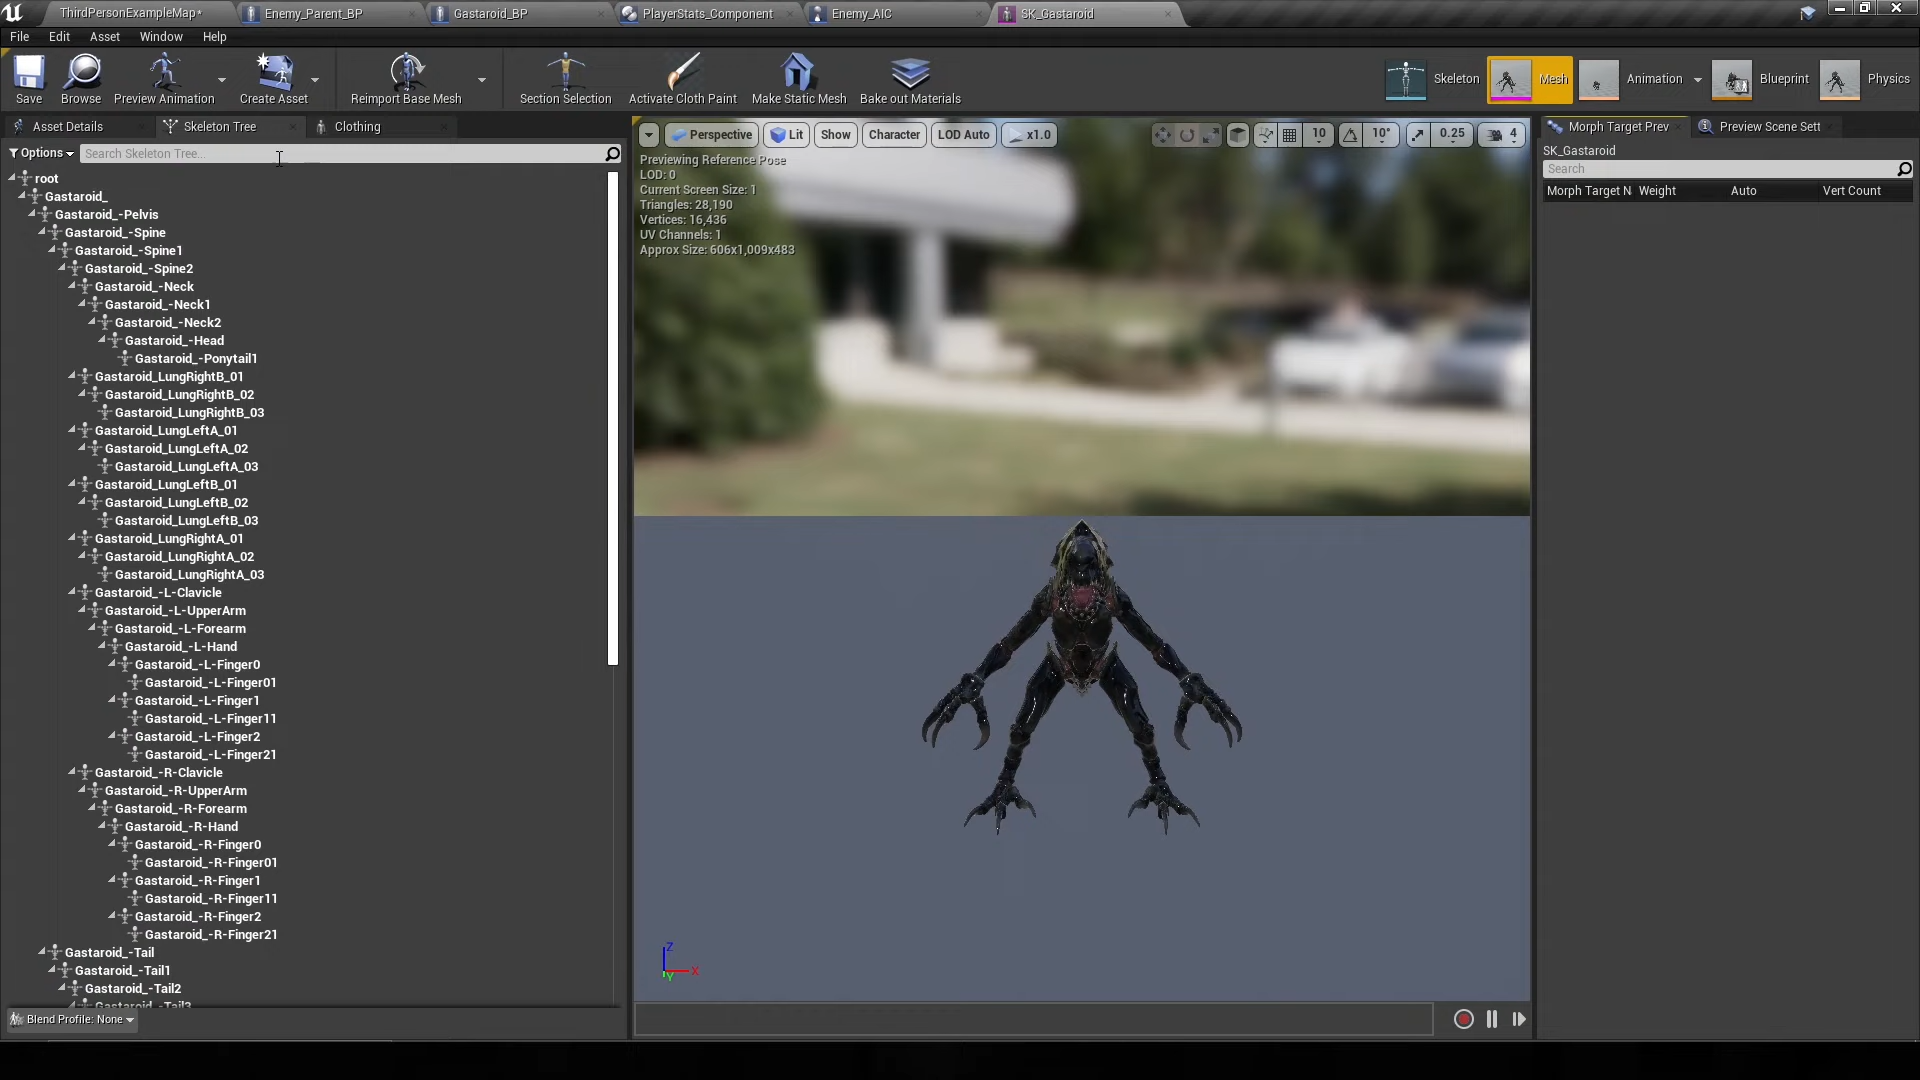 ThirdPersonExampleMap*
Enemy_Parent_BP
Gastaroid_BP
PlayerStats_Component
Enemy_AIC
SK_Gastaroid
File Edit Asset Window Help
Save
Browse
Preview Animation
Create Asset
Reimport Base Mesh
Section Selection
Activate Cloth Paint
Make Static Mesh
Bake out Materials
Skeleton
Mesh
Animation
Blueprint
Physics
Asset Details
Skeleton Tree
Clothing
Options
Search Skeleton Tree...
root
Gastaroid_
Gastaroid_-Pelvis
Gastaroid_-Spine
Gastaroid_-Spine1
Gastaroid_-Spine2
Gastaroid_-Neck
Gastaroid_-Neck1
Gastaroid_-Neck2
Gastaroid_-Head
Gastaroid_-Ponytail1
Gastaroid_LungRightB_01
Gastaroid_LungRightB_02
Gastaroid_LungRightB_03
Gastaroid_LungLeftA_01
Gastaroid_LungLeftA_02
Gastaroid_LungLeftA_03
Gastaroid_LungLeftB_01
Gastaroid_LungLeftB_02
Gastaroid_LungLeftB_03
Gastaroid_LungRightA_01
Gastaroid_LungRightA_02
Gastaroid_LungRightA_03
Gastaroid_-L-Clavicle
Gastaroid_-L-UpperArm
Gastaroid_-L-Forearm
Gastaroid_-L-Hand
Gastaroid_-L-Finger0
Gastaroid_-L-Finger01
Gastaroid_-L-Finger1
Gastaroid_-L-Finger11
Gastaroid_-L-Finger2
Gastaroid_-L-Finger21
Gastaroid_-R-Clavicle
Gastaroid_-R-UpperArm
Gastaroid_-R-Forearm
Gastaroid_-R-Hand
Gastaroid_-R-Finger0
Gastaroid_-R-Finger01
Gastaroid_-R-Finger1
Gastaroid_-R-Finger11
Gastaroid_-R-Finger2
Gastaroid_-R-Finger21
Gastaroid_-Tail
Gastaroid_-Tail1
Gastaroid_-Tail2
Gastaroid_-Tail3
Blend Profile: None
Perspective
Lit
Show
Character
LOD Auto
x1.0
10
10°
0.25
4
Previewing Reference Pose
LOD: 0
Current Screen Size: 1
Triangles: 28,190
Vertices: 16,436
UV Channels: 1
Approx Size: 606x1,009x483
Z
X
Y
Morph Target Prev
Preview Scene Sett
SK_Gastaroid
Search
Morph Target N Weight Auto Vert Count